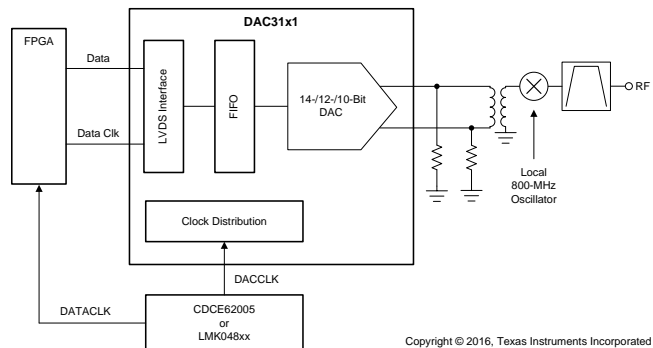 DAC31x1
FPGA
Data
Data Clk
LVDS Interface
FIFO
14-/12-/10-Bit
DAC
RF
Local
800-MHz
Oscillator
Clock Distribution
DACCLK
DATACLK
CDCE62005
or
LMK048xx
Copyright © 2016, Texas Instruments Incorporated